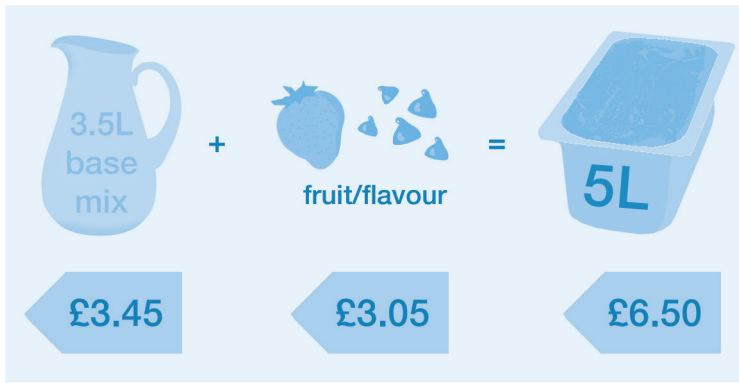 3.5L
base
mix
+
fruit/flavour
=
5L
£3.45
£3.05
£6.50